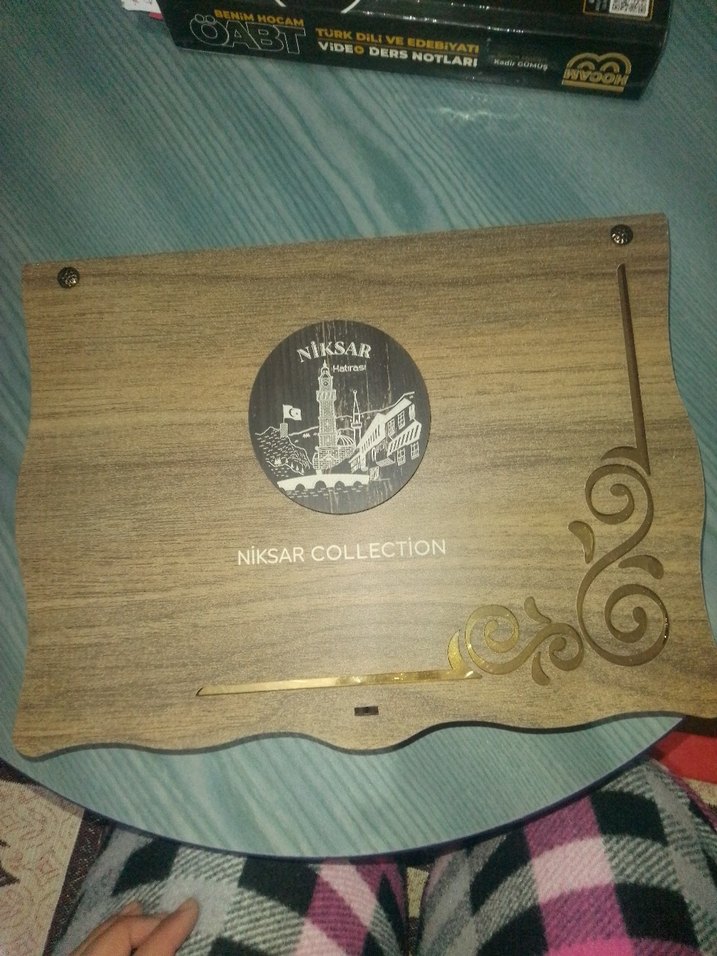 BENİM HOCAM
ÖABT
TÜRK DİLİ VE EDEBİYATI
VİDEO DERS NOTLARI
Kadir GÜMÜŞ
HOCAM
NİKSAR
Hatırası
NİKSAR COLLECTİON